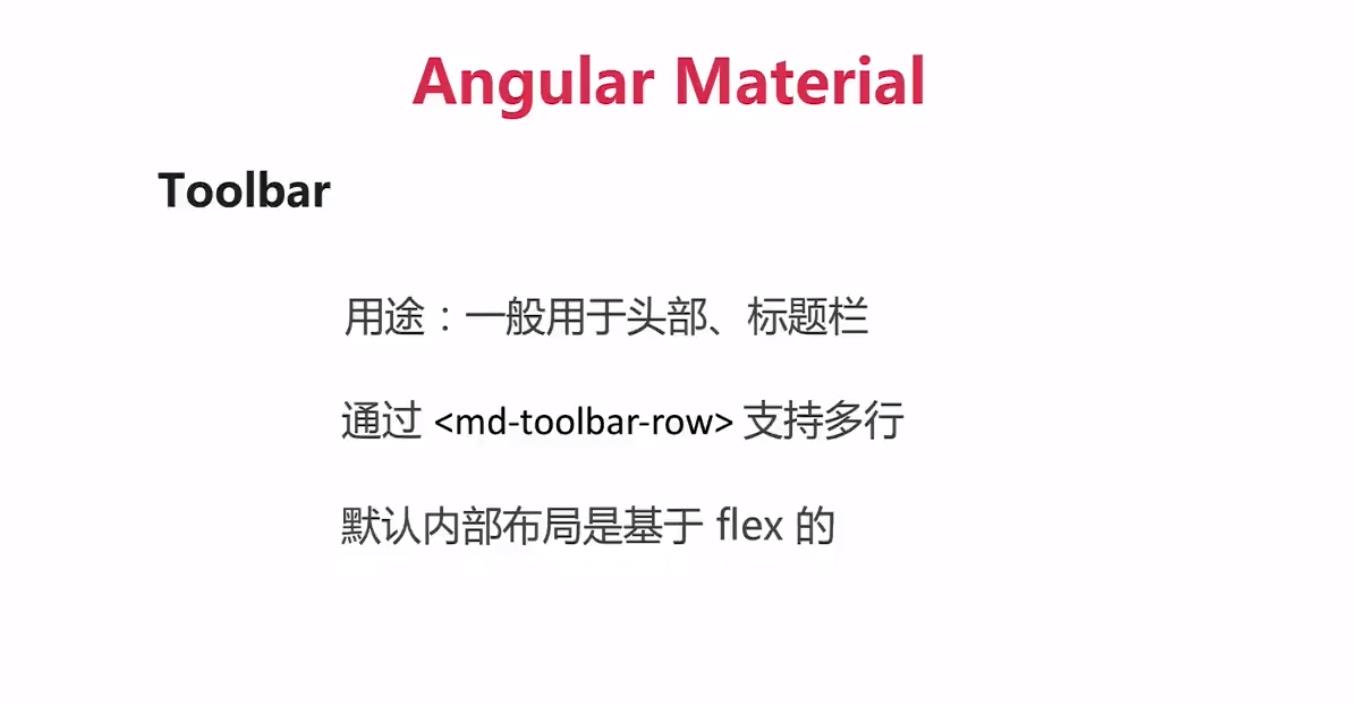 Angular Material
Toolbar
用途：一般用于头部、标题栏
通过 <md-toolbar-row> 支持多行
默认内部布局是基于 flex 的